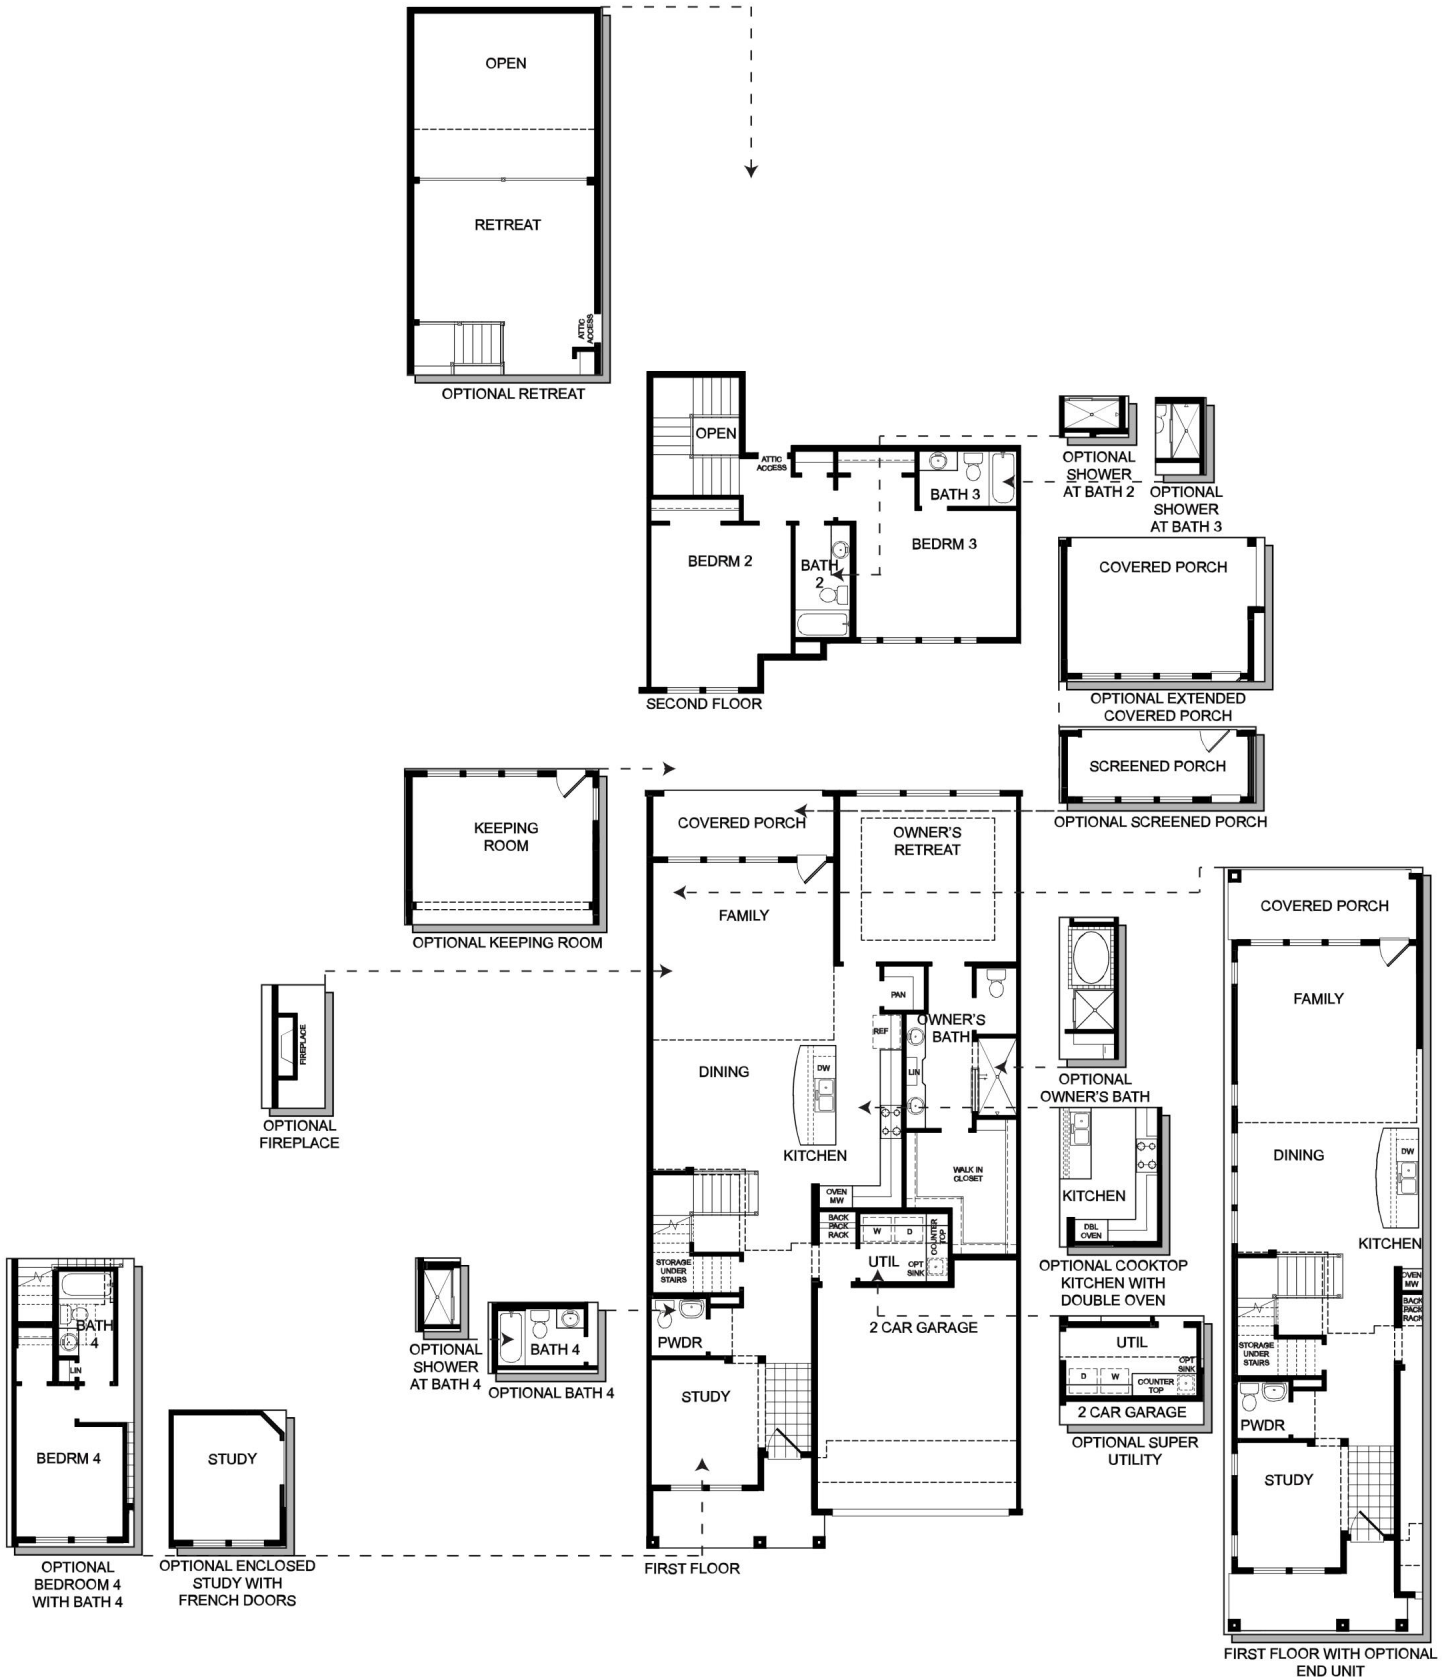 OPEN
RETREAT
ATTIC
ACCESS
OPTIONAL RETREAT
OPEN
ATTIC
ACCESS
BATH 3
BEDRM 2
BATH
2
BEDRM 3
SECOND FLOOR
OPTIONAL
SHOWER
AT BATH 2
OPTIONAL
SHOWER
AT BATH 3
COVERED PORCH
OPTIONAL EXTENDED
COVERED PORCH
SCREENED PORCH
OPTIONAL SCREENED PORCH
KEEPING
ROOM
OPTIONAL KEEPING ROOM
COVERED PORCH
OWNER'S
RETREAT
FAMILY
PAN
OWNER'S
BATH
REF
LIN
DINING
DW
KITCHEN
WALK IN
CLOSET
OVEN
MW
BACK
PACK
RACK
W
D
COUNTER
TOP
UTIL
OPT
SINK
STORAGE
UNDER
STAIRS
PWDR
2 CAR GARAGE
STUDY
FIRST FLOOR
FIREPLACE
OPTIONAL
FIREPLACE
OPTIONAL
OWNER'S BATH
KITCHEN
DBL
OVEN
OPTIONAL COOKTOP
KITCHEN WITH
DOUBLE OVEN
UTIL
OPT
SINK
D
W
COUNTER
TOP
2 CAR GARAGE
OPTIONAL SUPER
UTILITY
BATH
4
LIN
BEDRM 4
OPTIONAL
BEDROOM 4
WITH BATH 4
STUDY
OPTIONAL ENCLOSED
STUDY WITH
FRENCH DOORS
OPTIONAL
SHOWER
AT BATH 4
BATH 4
OPTIONAL BATH 4
COVERED PORCH
FAMILY
DINING
DW
KITCHEN
OVEN
MW
BACK
PACK
RACK
STORAGE
UNDER
STAIRS
PWDR
STUDY
FIRST FLOOR WITH OPTIONAL
END UNIT